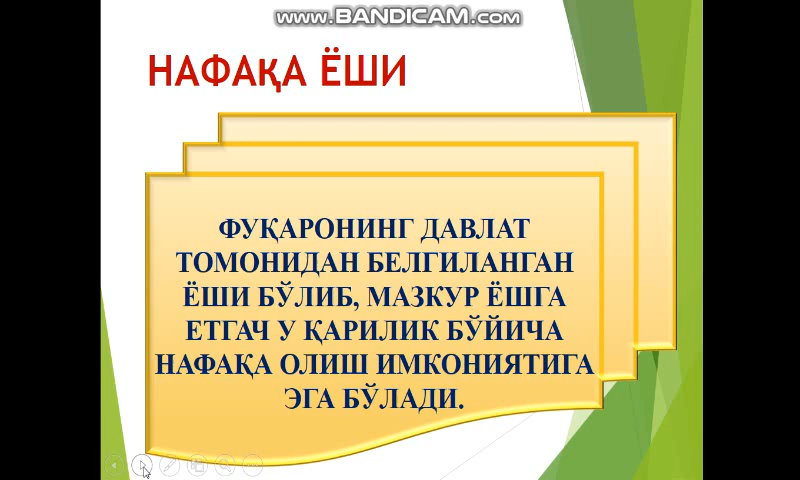 www.BANDICAM.com
НАФАҚА ЁШИ
ФУҚАРОНИНГ ДАВЛАТ
ТОМОНИДАН БЕЛГИЛАНГАН
ЁШИ БЎЛИБ, МАЗКУР ЁШГА
ЕТГАЧ У ҚАРИЛИК БЎЙИЧА
НАФАҚА ОЛИШ ИМКОНИЯТИГА
ЭГА БЎЛАДИ.